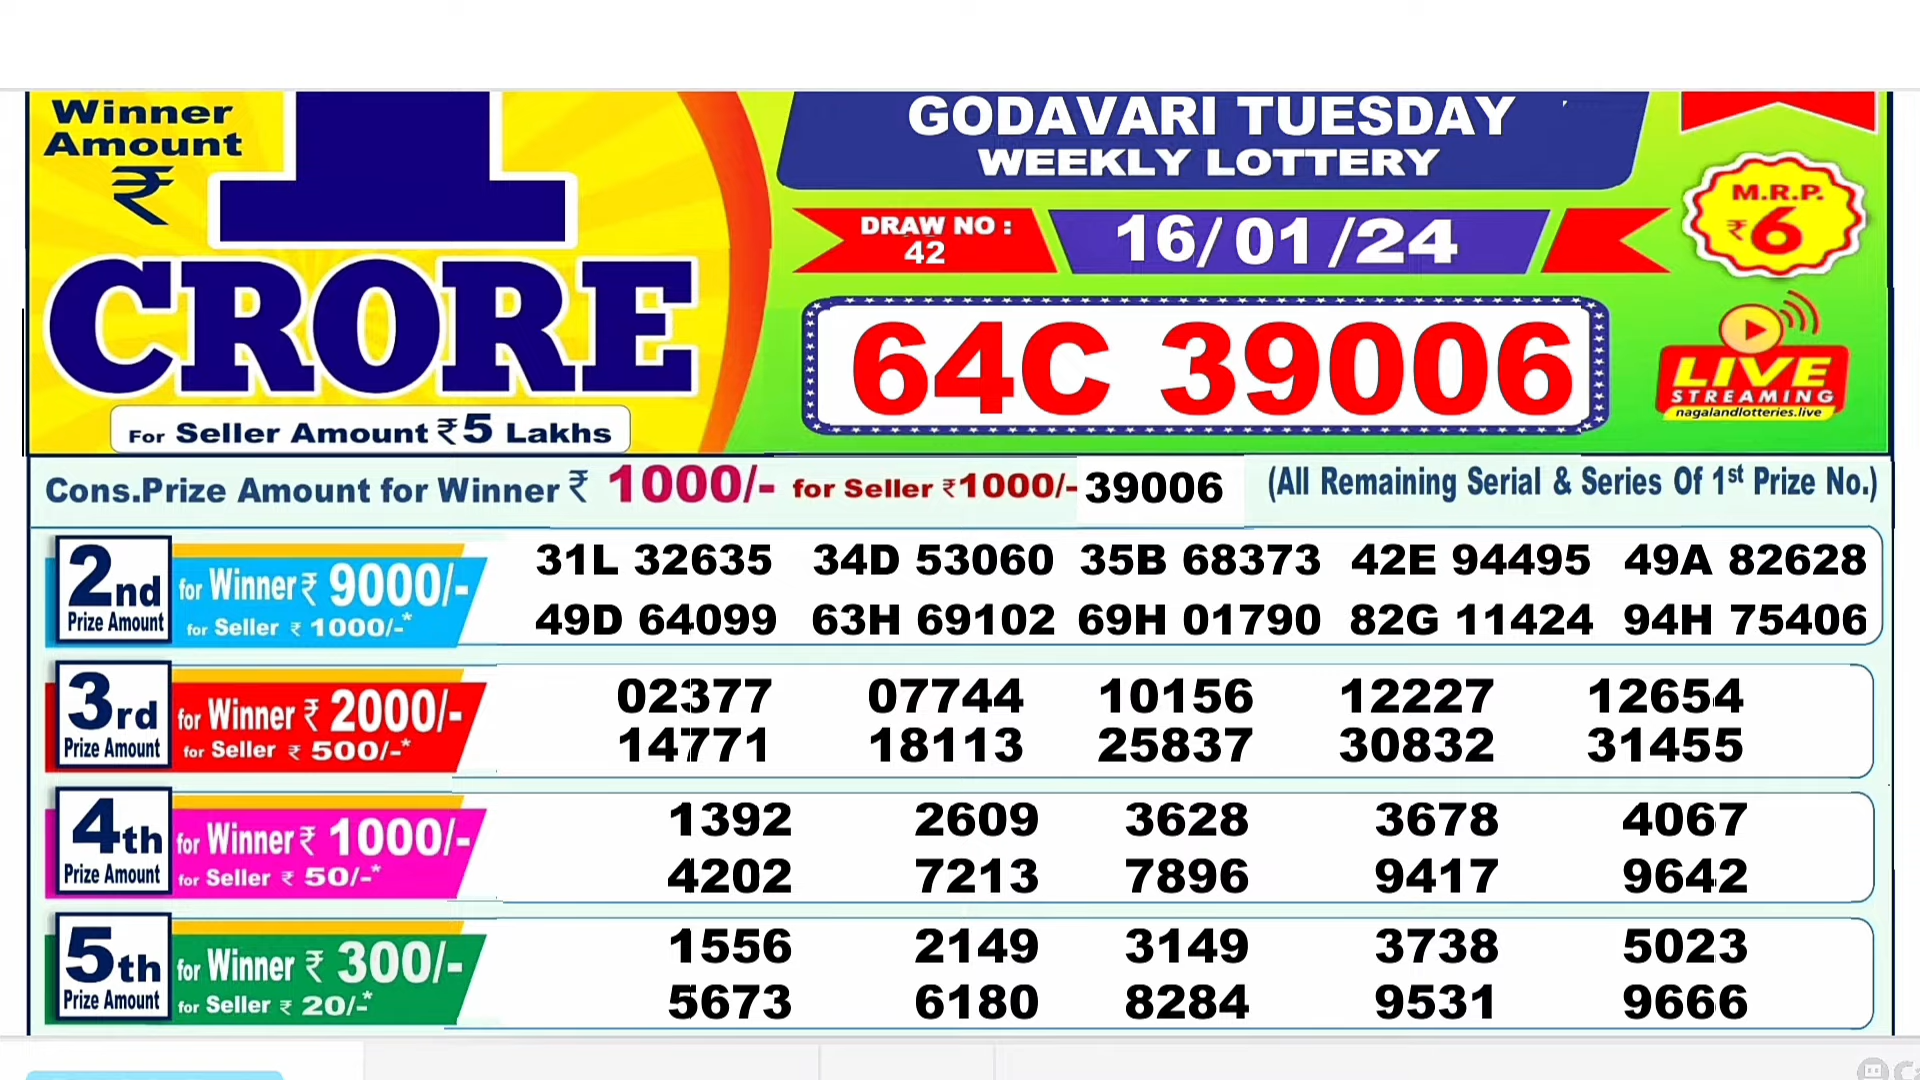 Winner
Amount
₹
1
CRORE
For Seller Amount ₹5 Lakhs
GODAVARI TUESDAY
WEEKLY LOTTERY
DRAW NO :
42
16/01/24
M.R.P.
₹6
64C 39006
LIVE
STREAMING
nagalandlotteries.live
Cons.Prize Amount for Winner ₹ 1000/- for Seller ₹1000/- 39006 (All Remaining Serial & Series Of 1st Prize No.)
2nd
Prize Amount
for Winner ₹ 9000/-
for Seller ₹ 1000/-*
31L 32635 34D 53060 35B 68373 42E 94495 49A 82628
49D 64099 63H 69102 69H 01790 82G 11424 94H 75406
3rd
Prize Amount
for Winner ₹ 2000/-
for Seller ₹ 500/-*
02377 07744 10156 12227 12654
14771 18113 25837 30832 31455
4th
Prize Amount
for Winner ₹ 1000/-
for Seller ₹ 50/-*
1392 2609 3628 3678 4067
4202 7213 7896 9417 9642
5th
Prize Amount
for Winner ₹ 300/-
for Seller ₹ 20/-*
1556 2149 3149 3738 5023
5673 6180 8284 9531 9666